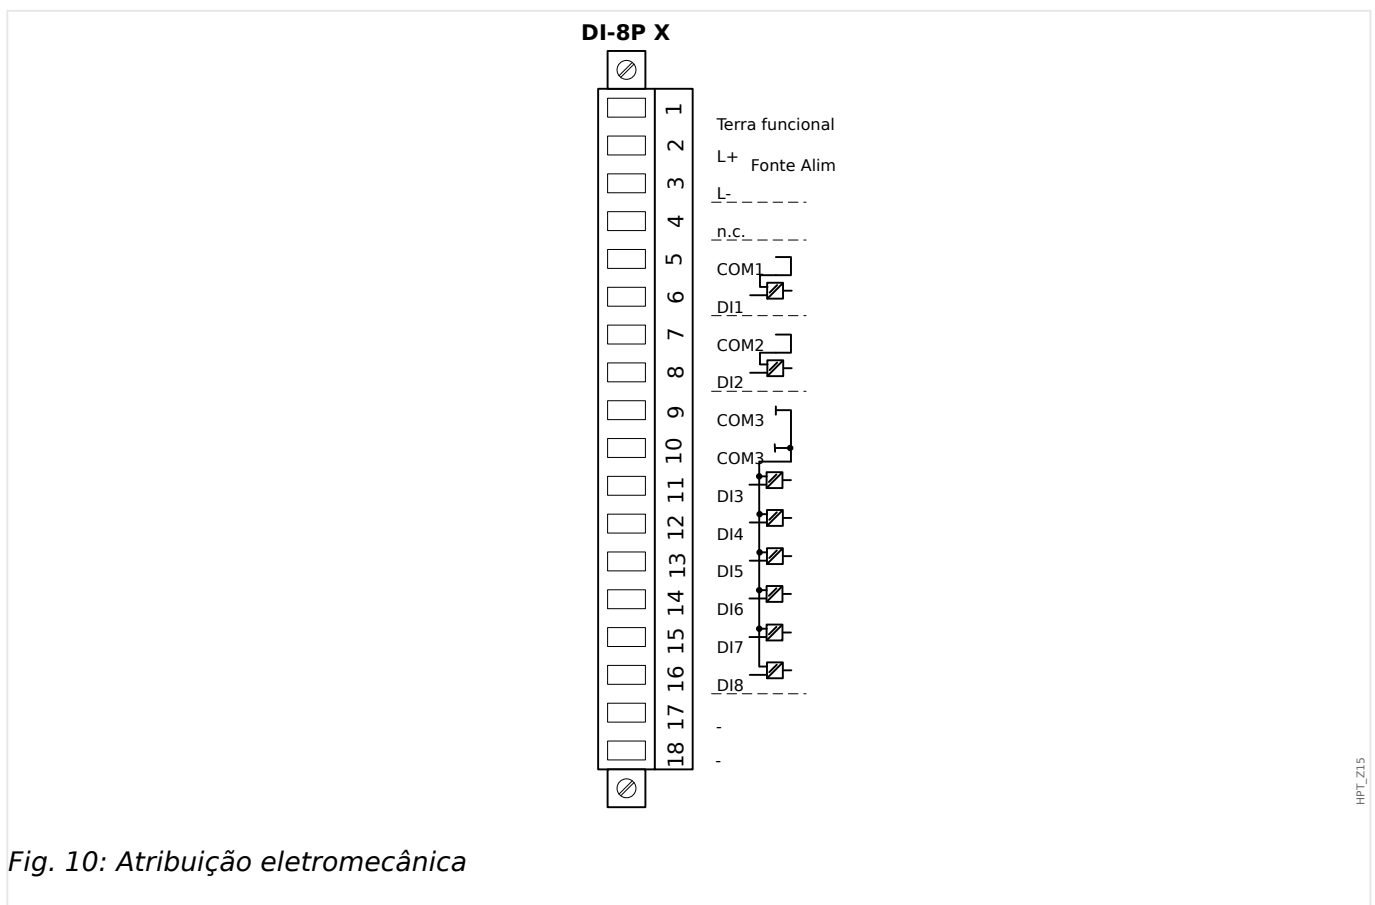 DI-8P X
1
Terra funcional
2
L+ Fonte Alim
3
L-
4
n.c.
5
COM1
6
DI1
7
COM2
8
DI2
9
COM3
10
COM3
11
DI3
12
DI4
13
DI5
14
DI6
15
DI7
16
DI8
17
-
18
-
HPT_Z15
Fig. 10: Atribuição eletromecânica